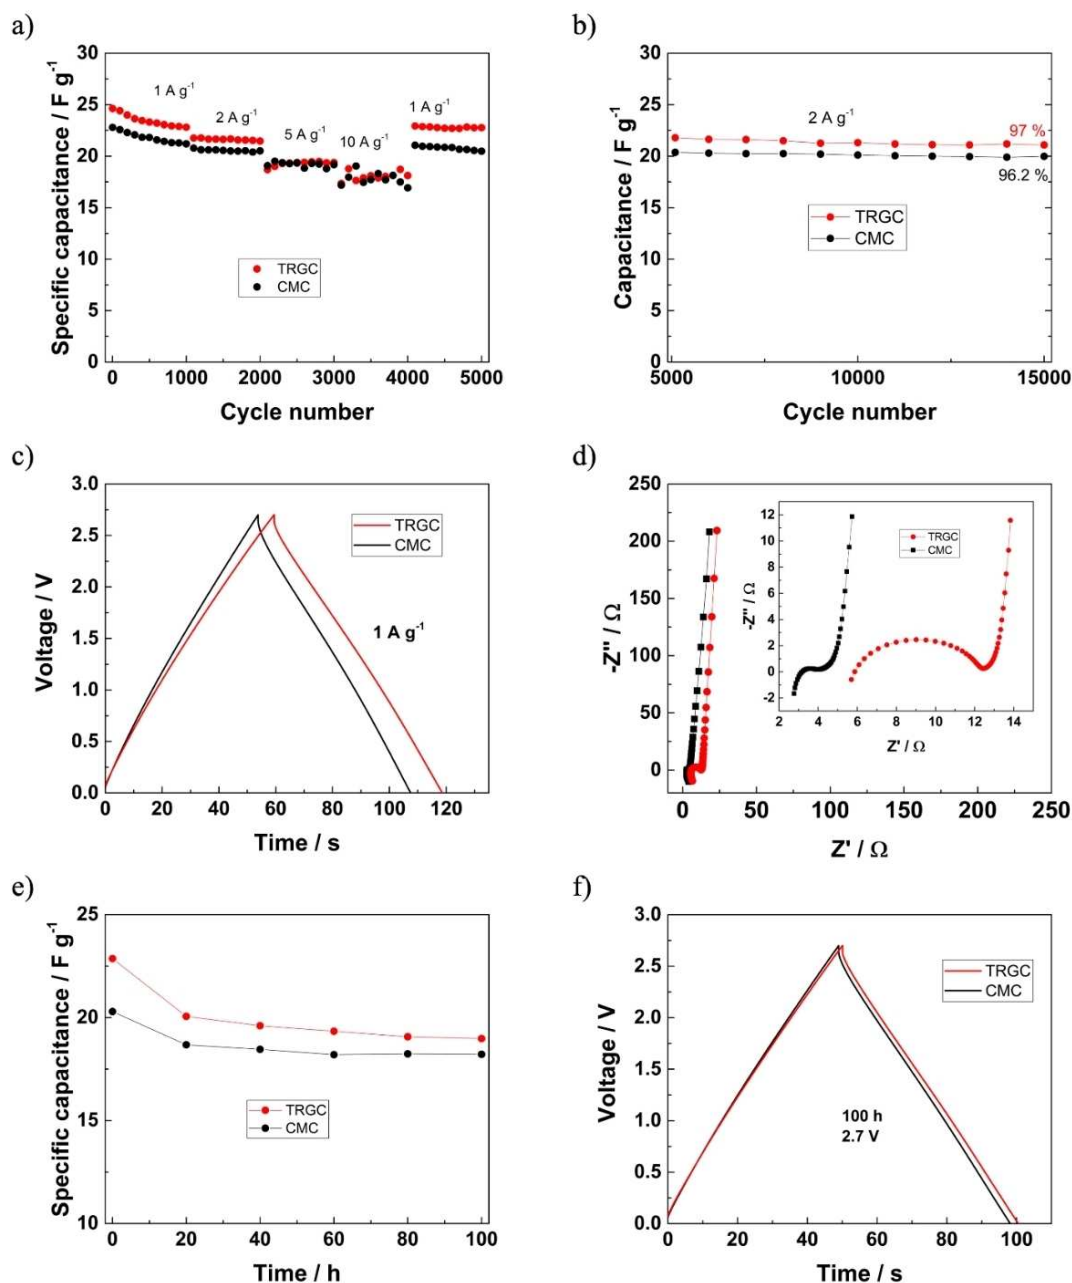 a)
30
25
20
15
10
5
0
Specific capacitance / F g⁻¹
1 A g⁻¹
2 A g⁻¹
5 A g⁻¹
10 A g⁻¹
1 A g⁻¹
TRGC
CMC
0 1000 2000 3000 4000 5000
Cycle number
b)
30
25
20
15
10
5
0
Capacitance / F g⁻¹
2 A g⁻¹
97 %
96.2 %
TRGC
CMC
5000 10000 15000
Cycle number
c)
3.0
2.5
2.0
1.5
1.0
0.5
0.0
Voltage / V
TRGC
CMC
1 A g⁻¹
0 20 40 60 80 100 120
Time / s
d)
250
200
150
100
50
0
-Z'' / Ω
12
10
8
6
4
2
0
-2
-Z'' / Ω
TRGC
CMC
2 4 6 8 10 12 14
Z' / Ω
0 25 50 75 100 125 150 175 200 225 250
Z' / Ω
e)
25
20
15
10
Specific capacitance / F g⁻¹
TRGC
CMC
0 20 40 60 80 100
Time / h
f)
3.0
2.5
2.0
1.5
1.0
0.5
0.0
Voltage / V
TRGC
CMC
100 h
2.7 V
0 20 40 60 80 100
Time / s